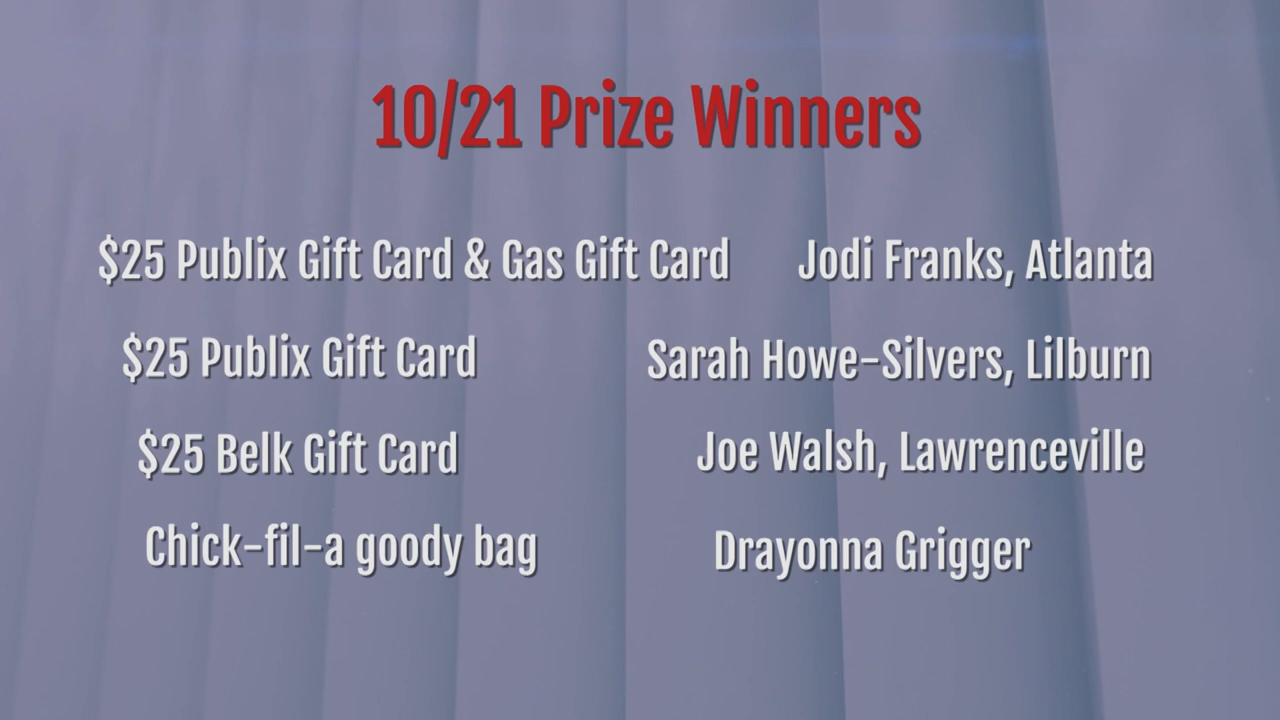 10/21 Prize Winners
$25 Publix Gift Card & Gas Gift Card Jodi Franks, Atlanta
$25 Publix Gift Card Sarah Howe-Silvers, Lilburn
$25 Belk Gift Card Joe Walsh, Lawrenceville
Chick-fil-a goody bag Drayonna Grigger